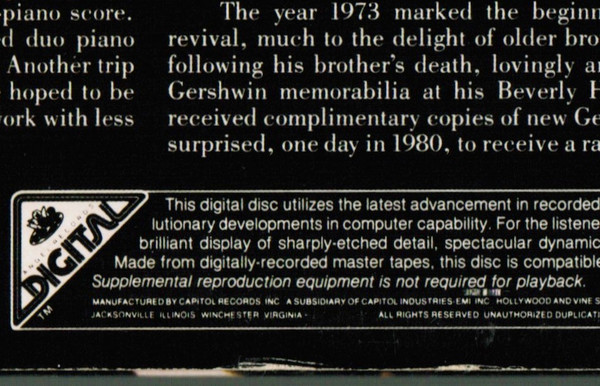 -piano score.
ed duo piano
Another trip
hoped to be
work with less
The year 1973 marked the beginn
revival, much to the delight of older bro
following his brother's death, lovingly a
Gershwin memorabilia at his Beverly H
received complimentary copies of new Ge
surprised, one day in 1980, to receive a ra
DIGITAL
TM
This digital disc utilizes the latest advancement in recorded
lutionary developments in computer capability. For the listene
brilliant display of sharply-etched detail, spectacular dynamic
Made from digitally-recorded master tapes, this disc is compatible
Supplemental reproduction equipment is not required for playback.
MANUFACTURED BY CAPITOL RECORDS INC A SUBSIDIARY OF CAPITOL INDUSTRIES-EMI INC HOLLYWOOD AND VINE S
JACKSONVILLE ILLINOIS WINCHESTER VIRGINIA · ALL RIGHTS RESERVED UNAUTHORIZED DUPLICATI